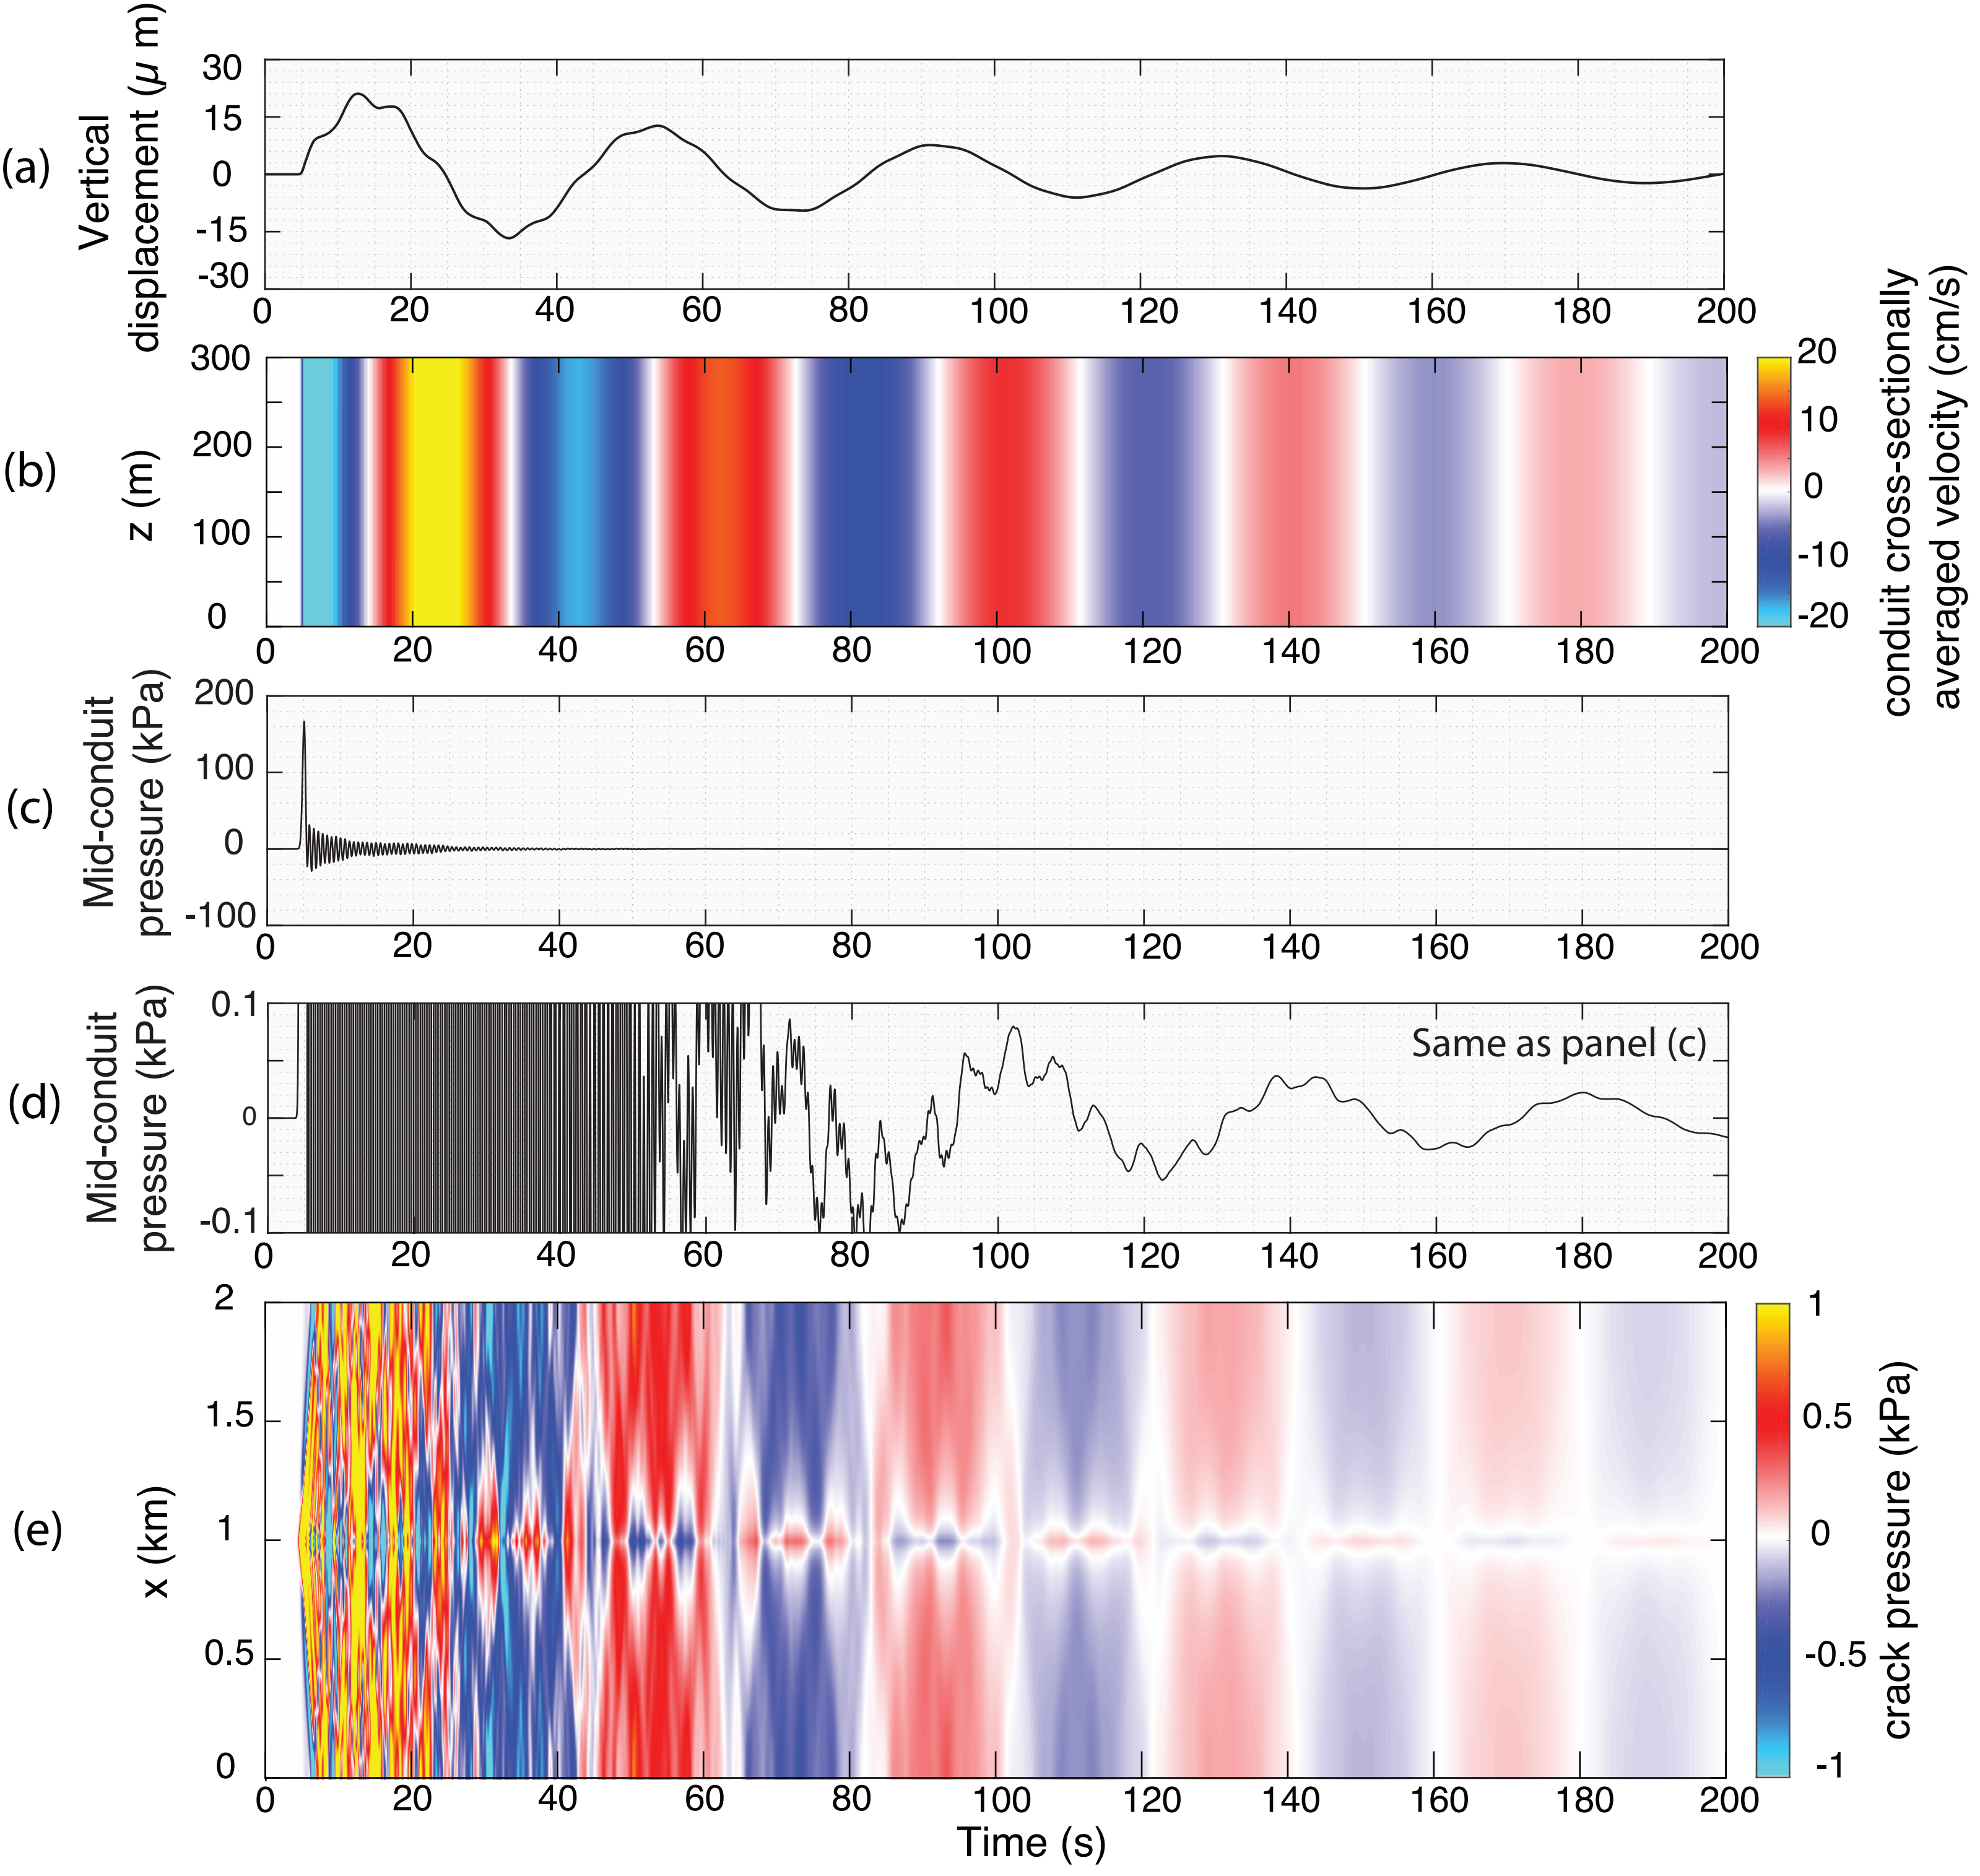 (a)
Vertical
displacement (μ m)
30
15
0
-15
-30
0 20 40 60 80 100 120 140 160 180 200
(b)
z (m)
300
200
100
0
0 20 40 60 80 100 120 140 160 180 200
20
10
0
-10
-20
conduit cross-sectionally
averaged velocity (cm/s)
(c)
Mid-conduit
pressure (kPa)
200
100
0
-100
0 20 40 60 80 100 120 140 160 180 200
(d)
Mid-conduit
pressure (kPa)
0.1
0
-0.1
Same as panel (c)
0 20 40 60 80 100 120 140 160 180 200
(e)
x (km)
2
1.5
1
0.5
0
0 20 40 60 80 100 120 140 160 180 200
Time (s)
1
0.5
0
-0.5
-1
crack pressure (kPa)